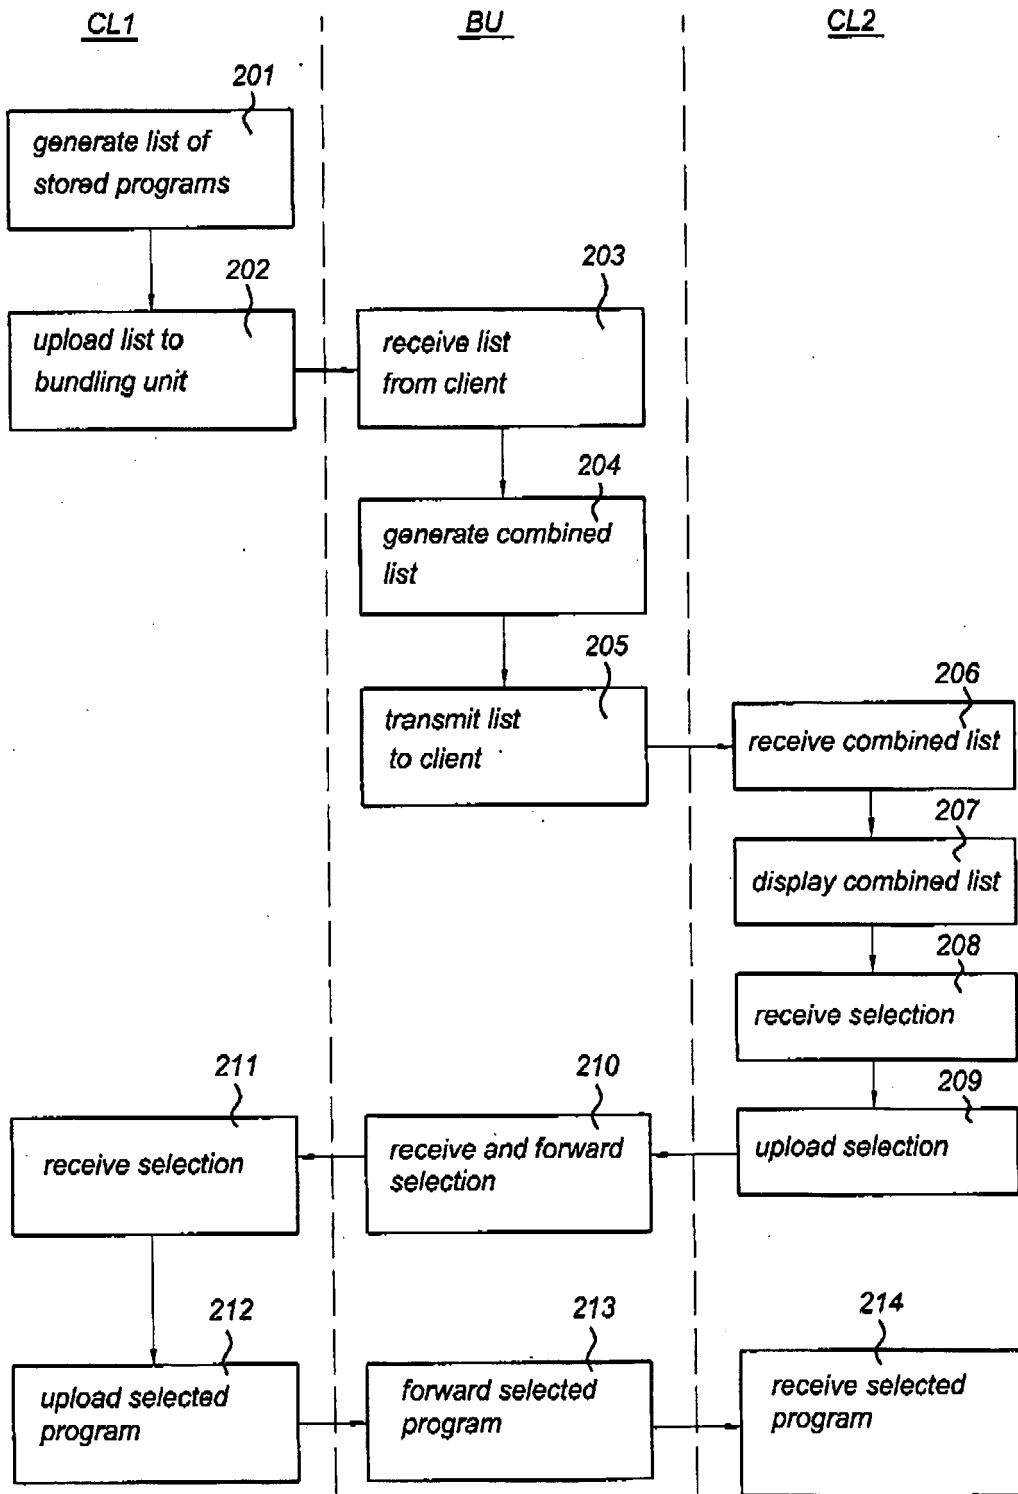 CL1
BU
CL2
201
generate list of
stored programs
202
upload list to
bundling unit
203
receive list
from client
204
generate combined
list
205
transmit list
to client
206
receive combined list
207
display combined list
208
receive selection
209
upload selection
210
receive and forward
selection
211
receive selection
212
upload selected
program
213
forward selected
program
214
receive selected
program